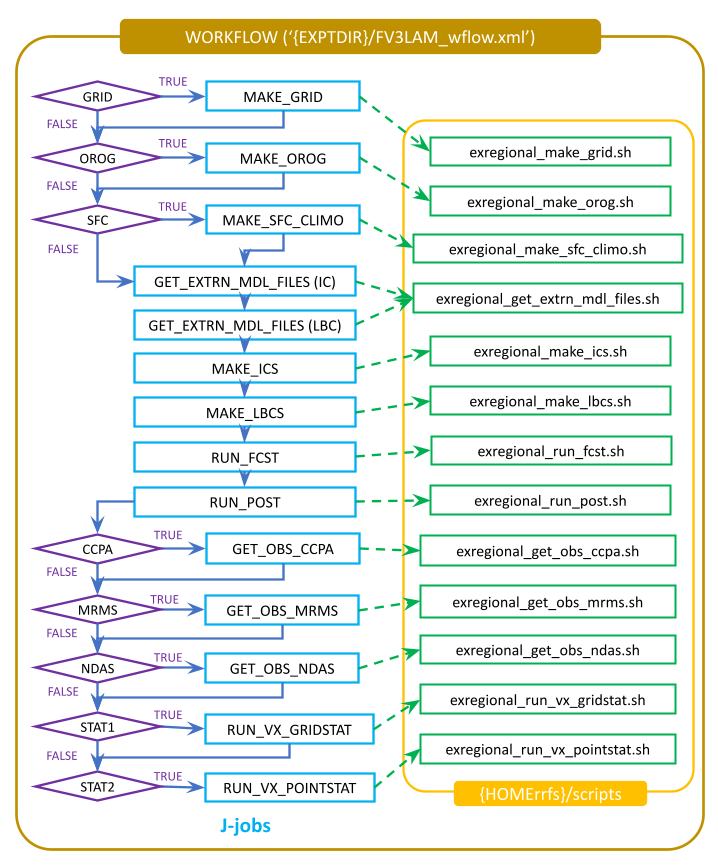 WORKFLOW (‘{EXPTDIR}/FV3LAM_wflow.xml’)
TRUE
GRID
MAKE_GRID
FALSE
TRUE
exregional_make_grid.sh
OROG
MAKE_OROG
FALSE
exregional_make_orog.sh
TRUE
SFC
MAKE_SFC_CLIMO
FALSE
exregional_make_sfc_climo.sh
GET_EXTRN_MDL_FILES (IC)
exregional_get_extrn_mdl_files.sh
GET_EXTRN_MDL_FILES (LBC)
exregional_make_ics.sh
MAKE_ICS
exregional_make_lbcs.sh
MAKE_LBCS
exregional_run_fcst.sh
RUN_FCST
RUN_POST
exregional_run_post.sh
TRUE
CCPA
GET_OBS_CCPA
exregional_get_obs_ccpa.sh
FALSE
TRUE
MRMS
GET_OBS_MRMS
exregional_get_obs_mrms.sh
FALSE
TRUE
NDAS
GET_OBS_NDAS
exregional_get_obs_ndas.sh
FALSE
TRUE
STAT1
RUN_VX_GRIDSTAT
exregional_run_vx_gridstat.sh
FALSE
TRUE
exregional_run_vx_pointstat.sh
STAT2
RUN_VX_POINTSTAT
{HOMErrfs}/scripts
J-jobs